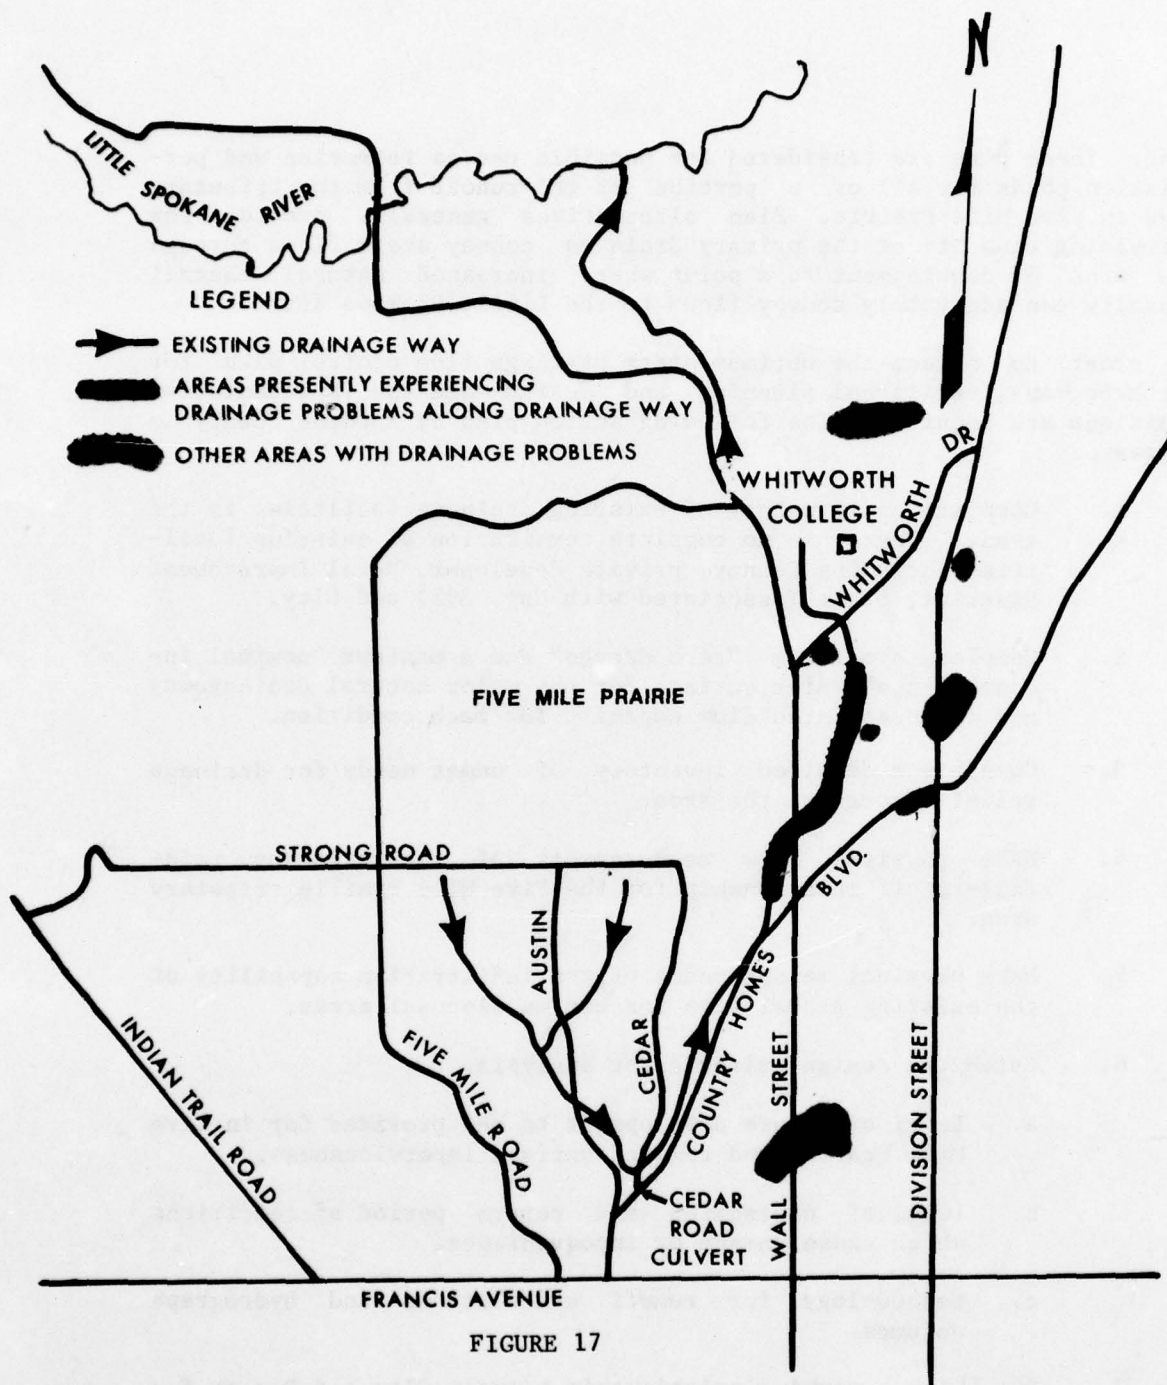 N
LITTLE SPOKANE RIVER
LEGEND
EXISTING DRAINAGE WAY
AREAS PRESENTLY EXPERIENCING
DRAINAGE PROBLEMS ALONG DRAINAGE WAY
OTHER AREAS WITH DRAINAGE PROBLEMS
WHITWORTH
COLLEGE
WHITWORTH DR
FIVE MILE PRAIRIE
STRONG ROAD
AUSTIN
CEDAR
COUNTRY HOMES BLVD.
INDIAN TRAIL ROAD
FIVE MILE ROAD
WALL STREET
DIVISION STREET
CEDAR
ROAD
CULVERT
FRANCIS AVENUE
FIGURE 17